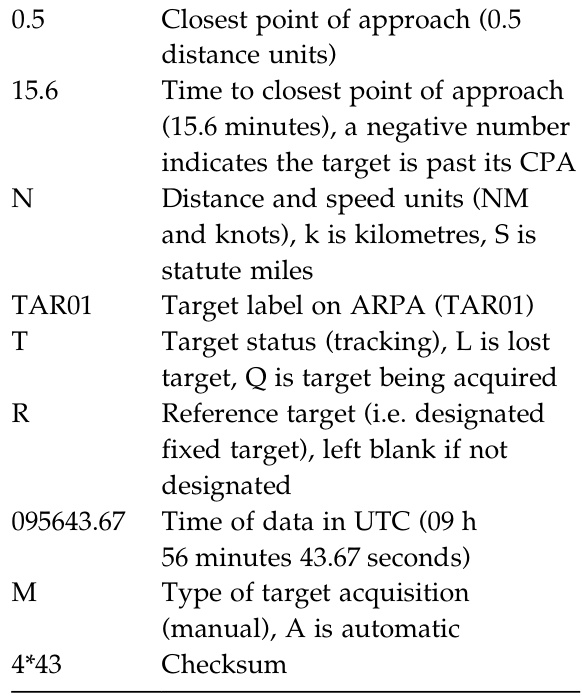 0.5 Closest point of approach (0.5
distance units)
15.6 Time to closest point of approach
(15.6 minutes), a negative number
indicates the target is past its CPA
N Distance and speed units (NM
and knots), k is kilometres, S is
statute miles
TAR01 Target label on ARPA (TAR01)
T Target status (tracking), L is lost
target, Q is target being acquired
R Reference target (i.e. designated
fixed target), left blank if not
designated
095643.67 Time of data in UTC (09 h
56 minutes 43.67 seconds)
M Type of target acquisition
(manual), A is automatic
4*43 Checksum